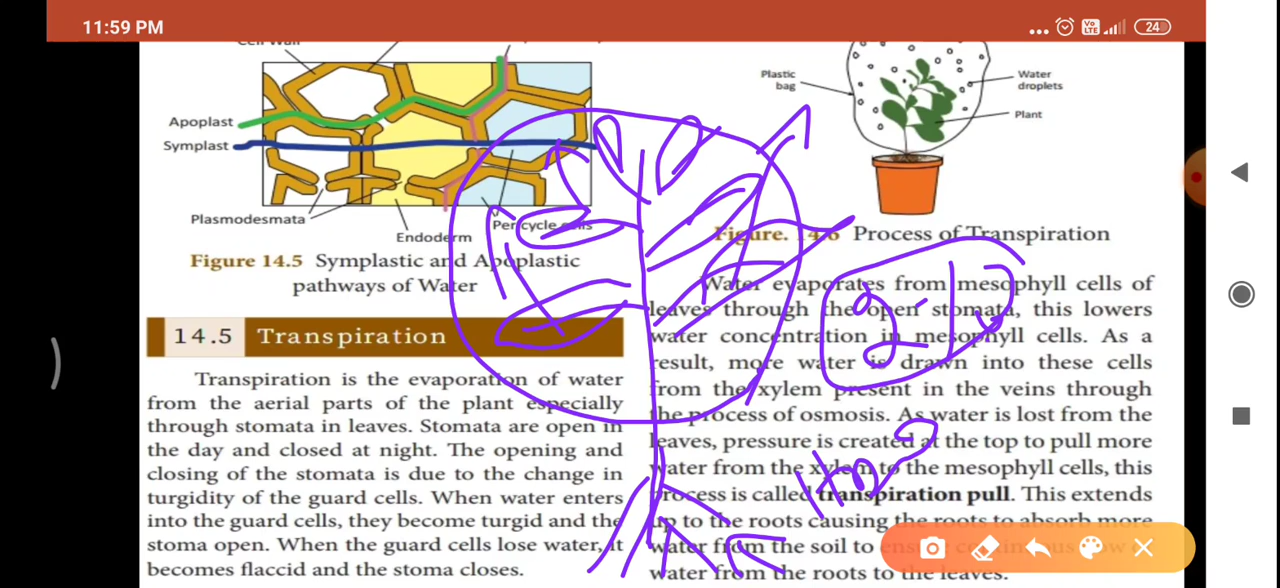 11:59 PM
24
Cell Wall
Apoplast
Symplast
Plasmodesmata
Endoderm
Pericycle cells
Figure 14.5 Symplastic and Apoplastic
pathways of Water
14.5 Transpiration
Transpiration is the evaporation of water
from the aerial parts of the plant especially
through stomata in leaves. Stomata are open in
the day and closed at night. The opening and
closing of the stomata is due to the change in
turgidity of the guard cells. When water enters
into the guard cells, they become turgid and the
stoma open. When the guard cells lose water, it
becomes flaccid and the stoma closes.
Plastic
bag
Water
droplets
Plant
Figure. 14.6 Process of Transpiration
Water evaporates from mesophyll cells of
leaves through the open stomata, this lowers
water concentration in mesophyll cells. As a
result, more water is drawn into these cells
from the xylem present in the veins through
the process of osmosis. As water is lost from the
leaves, pressure is created at the top to pull more
water from the xylem to the mesophyll cells, this
process is called transpiration pull. This extends
up to the roots causing the roots to absorb more
water from the soil to
water from the roots to the leaves.
H2O